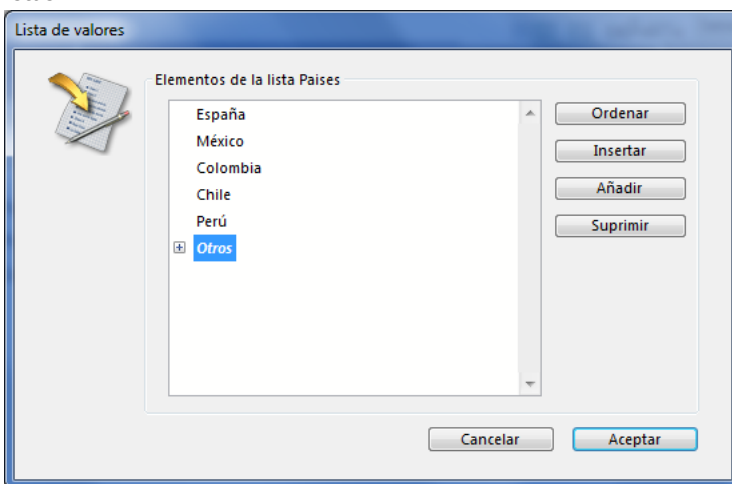 Lista de valores
Elementos de la lista Paises
España
México
Colombia
Chile
Perú
Otros
Ordenar
Insertar
Añadir
Suprimir
Cancelar
Aceptar